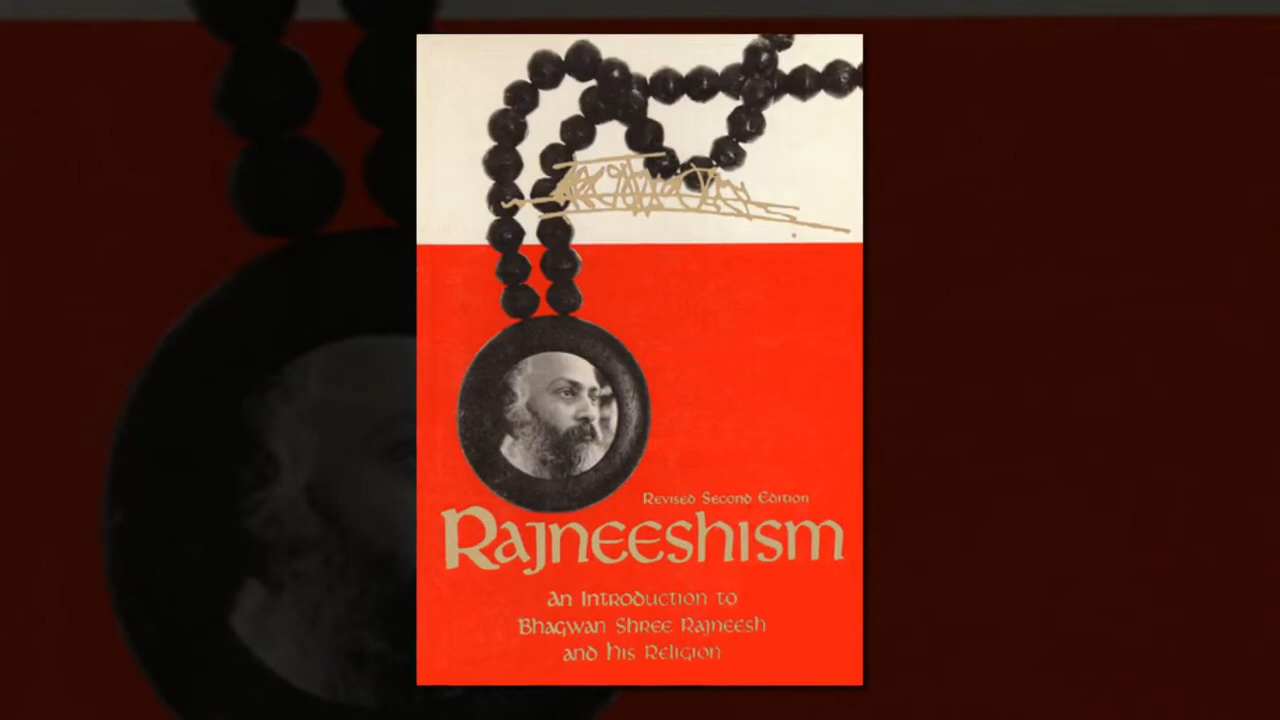 Revised Second Edition
Rajneeshism
An Introduction to
Bhagwan Shree Rajneesh
and His Religion